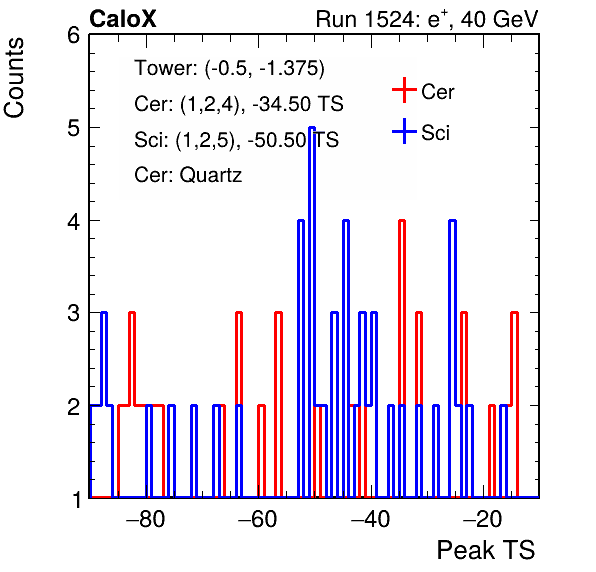 CaloX Run 1524: e⁺, 40 GeV
Counts
6
Tower: (-0.5, -1.375)
Cer: (1,2,4), -34.50 TS
Sci: (1,2,5), -50.50 TS
Cer: Quartz
Cer
Sci
5
4
3
2
1
−80 −60 −40 −20
Peak TS